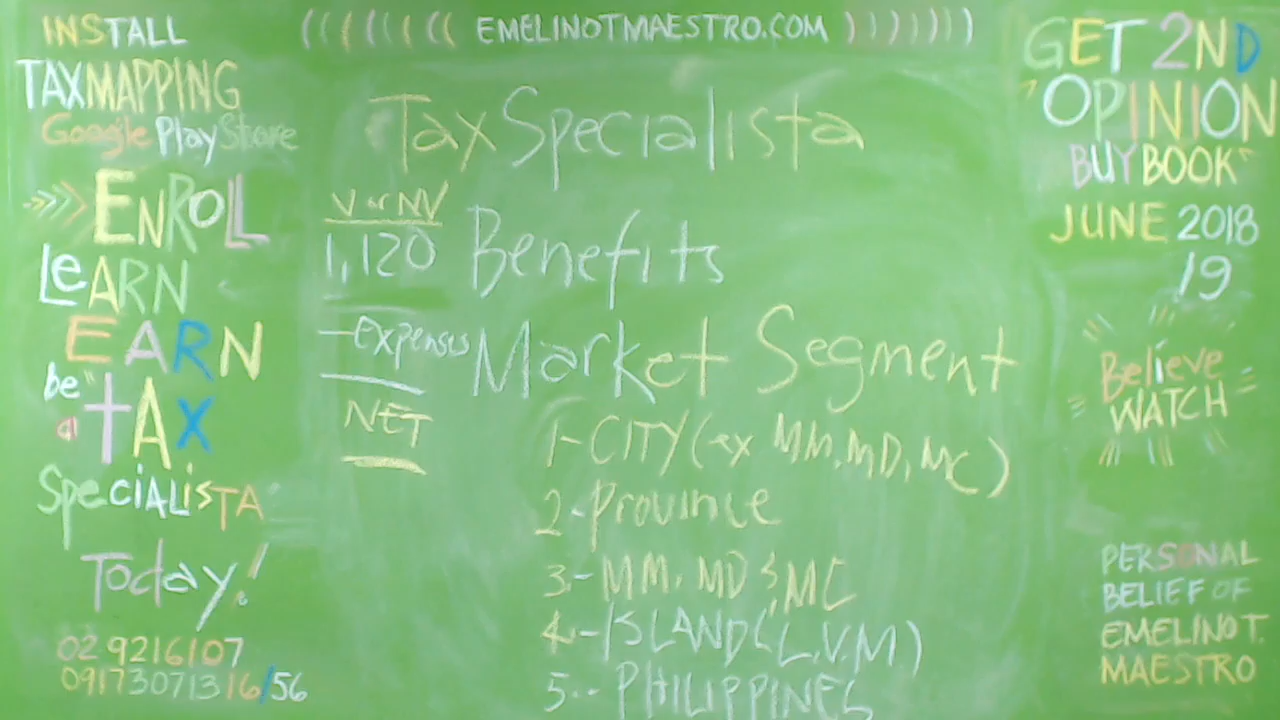 INSTALL
TAXMAPPING
Google PlayStore
>>> ENROLL
LeARN
EARN
be"
a tAX
SpeciALisTA
Today!
02 9216107
09173071316/56
((((((( EMELINOTMAESTRO.COM )))))))
Tax Specialista
V or NV
1,120 Benefits
-Expenses Market Segment
NET
1-CITY(ex MM,MD,MC)
2-Province
3-MM, MD & MC
4-ISLAND(L.V.M)
5-PHILIPPINES
GET 2ND
"OPINION
BUY BOOK"
JUNE 2018
19
Believe
WATCH
PERSONAL
BELIEF OF
EMELINO T.
MAESTRO